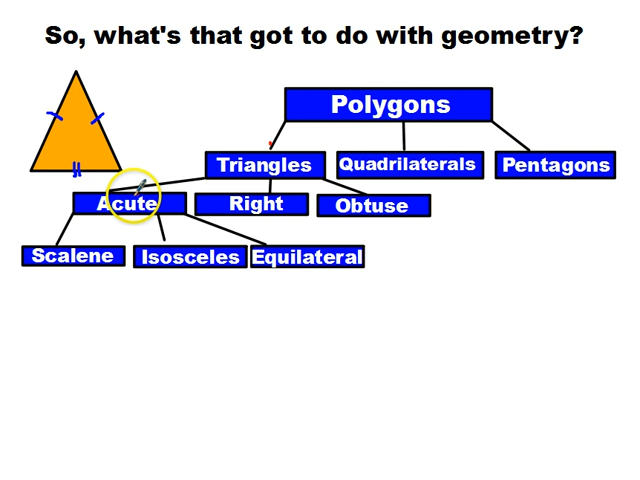 So, what's that got to do with geometry?
Polygons
Triangles Quadrilaterals Pentagons
Acute Right Obtuse
Scalene Isosceles Equilateral